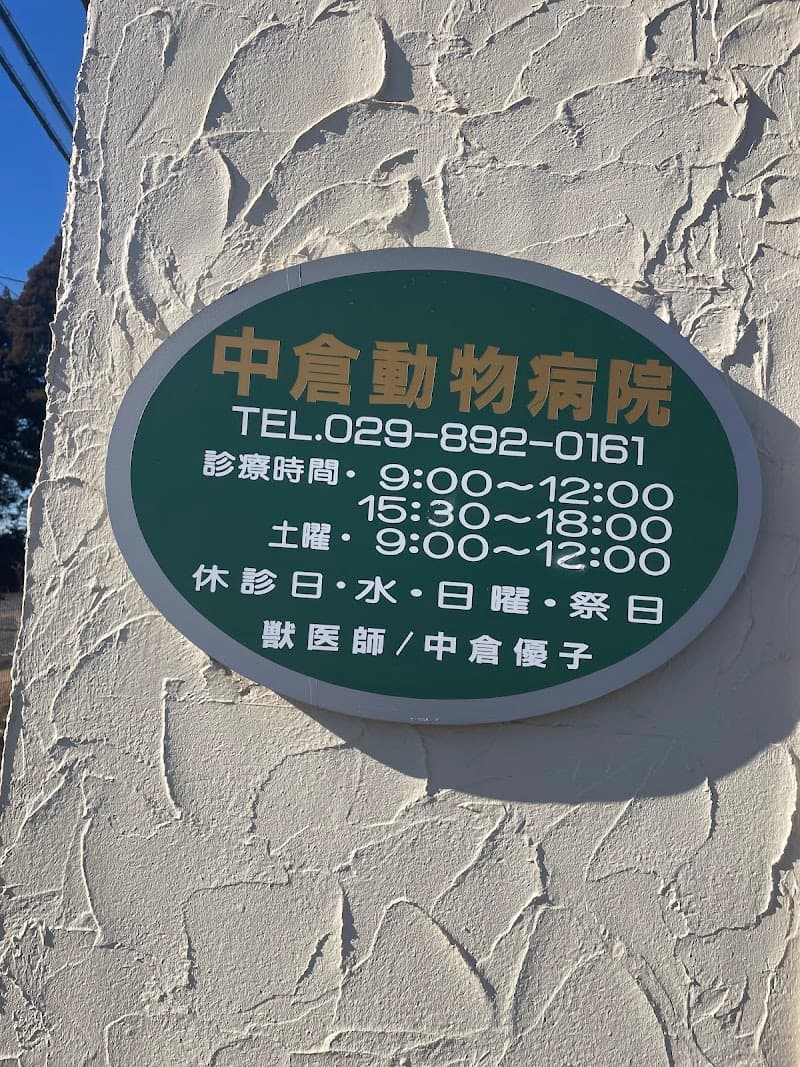 中倉動物病院
TEL.029-892-0161
診療時間・ 9:00〜12:00
15:30〜18:00
土曜・ 9:00〜12:00
休診日・水・日曜・祭日
獣医師/中倉優子